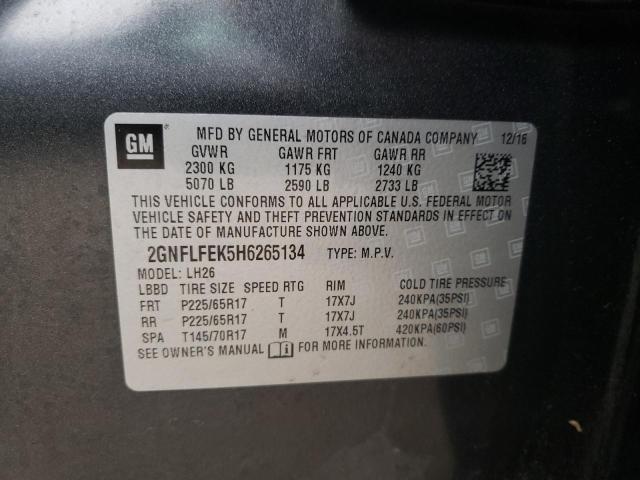 GM
MFD BY GENERAL MOTORS OF CANADA COMPANY 12/16
GVWR GAWR FRT GAWR RR
2300 KG 1175 KG 1240 KG
5070 LB 2590 LB 2733 LB
THIS VEHICLE CONFORMS TO ALL APPLICABLE U.S. FEDERAL MOTOR
VEHICLE SAFETY AND THEFT PREVENTION STANDARDS IN EFFECT ON
THE DATE OF MANUFACTURE SHOWN ABOVE.
2GNFLFEK5H6265134 TYPE: M.P.V.
MODEL: LH26
LBBD TIRE SIZE SPEED RTG RIM COLD TIRE PRESSURE
FRT P225/65R17 T 17X7J 240KPA(35PSI)
RR P225/65R17 T 17X7J 240KPA(35PSI)
SPA T145/70R17 M 17X4.5T 420KPA(60PSI)
SEE OWNER'S MANUAL FOR MORE INFORMATION.